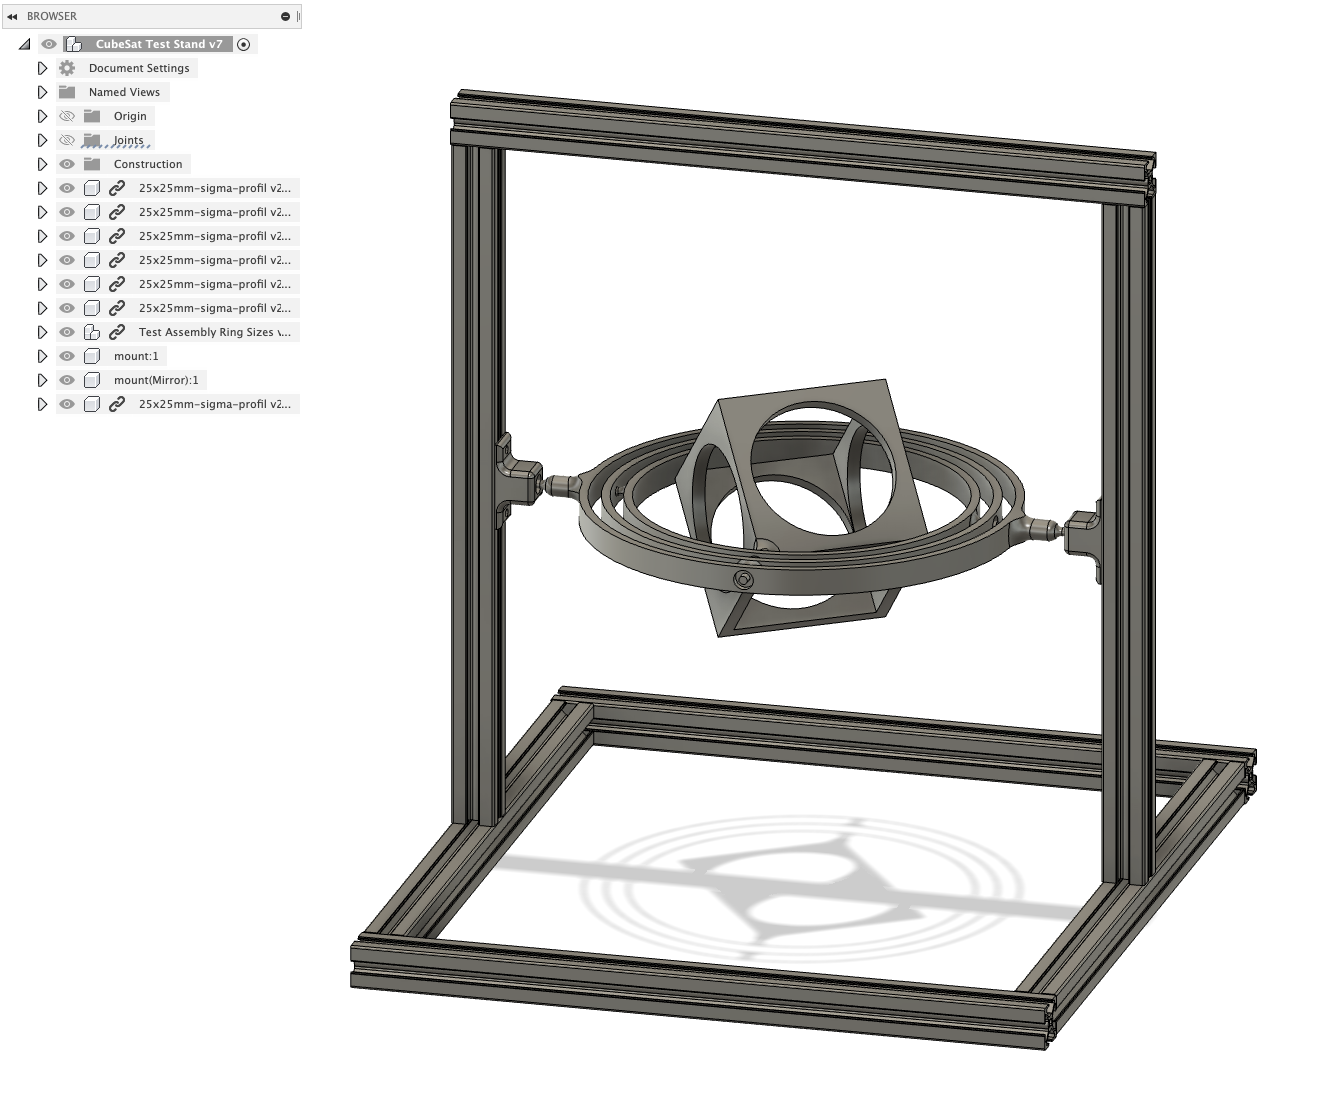 BROWSER
CubeSat Test Stand v7
Document Settings
Named Views
Origin
Joints
Construction
25x25mm-sigma-profil v2...
25x25mm-sigma-profil v2...
25x25mm-sigma-profil v2...
25x25mm-sigma-profil v2...
25x25mm-sigma-profil v2...
25x25mm-sigma-profil v2...
Test Assembly Ring Sizes v...
mount:1
mount(Mirror):1
25x25mm-sigma-profil v2...